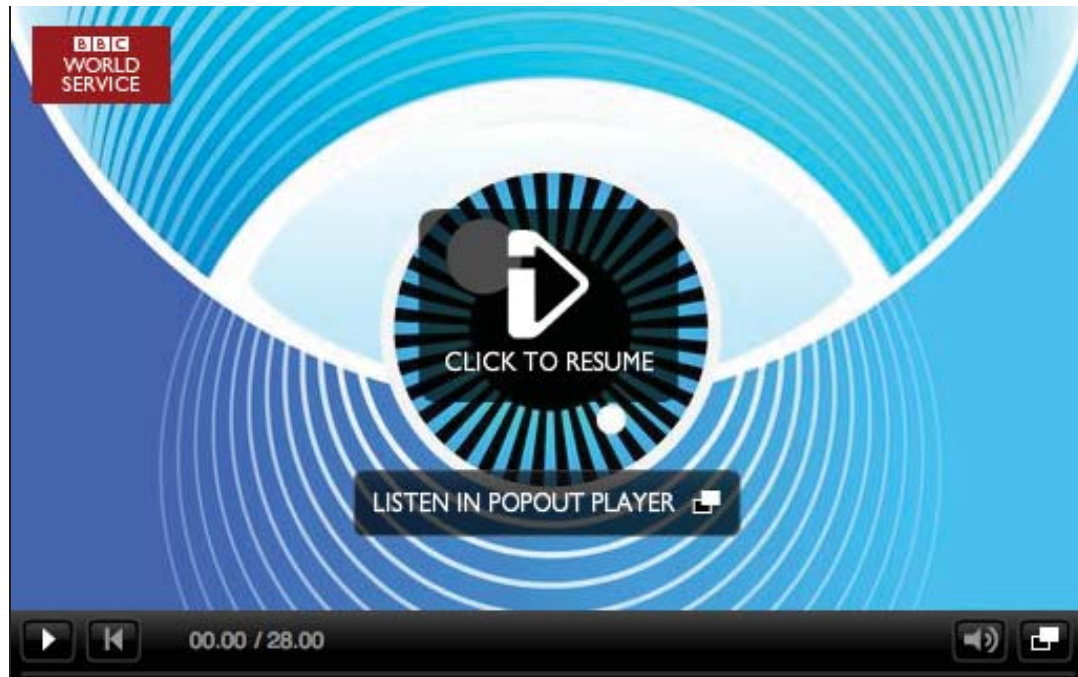 BBC
WORLD
SERVICE
CLICK TO RESUME
LISTEN IN POPOUT PLAYER
00.00 / 28.00